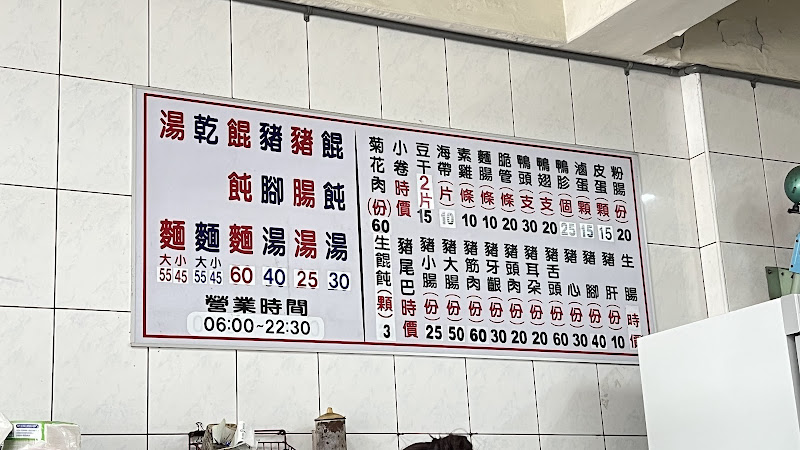 湯麵 大55 小45
乾麵 大55 小45
餛飩麵 60
豬腳湯 40
豬腸湯 25
餛飩湯 30
營業時間
06:00~22:30
菊花肉(份)60
小卷時價
豆干2片15
海帶(片)10
素雞(條)10
麵腸(條)10
脆管(條)20
鴨頭(支)30
鴨翅(支)20
鴨胗(個)25
滷蛋(顆)15
皮蛋(顆)15
粉腸(份)20
生餛飩(顆)3
豬尾巴時價
豬小腸(份)25
豬大腸(份)50
豬筋肉(份)60
豬牙齦(份)30
豬頭肉(份)20
豬耳朵(份)20
豬舌頭(份)60
豬心(份)30
豬腳(份)40
豬肝(份)10
生腸時價